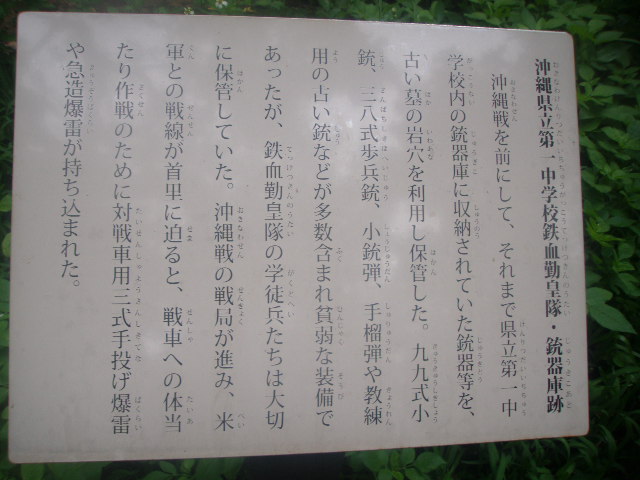 沖縄県立第一中学校鉄血勤皇隊・銃器庫跡
沖縄戦を前にして、それまで県立第一中
学校内の銃器庫に収納されていた銃器等を、
古い墓の岩穴を利用し保管した。九九式小
銃、三八式歩兵銃、小銃弾、手榴弾や教練
用の古い銃などが多数含まれ貧弱な装備で
あったが、鉄血勤皇隊の学徒兵たちは大切
に保管していた。沖縄戦の戦局が進み、米
軍との戦線が首里に迫ると、戦車への体当
たり作戦のために対戦車用三式手投げ爆雷
や急造爆雷が持ち込まれた。